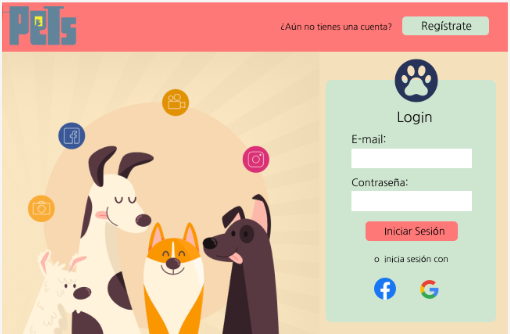 PeTs
¿Aún no tienes una cuenta?
Regístrate
Login
E-mail:
Contraseña:
Iniciar Sesión
o inicia sesión con